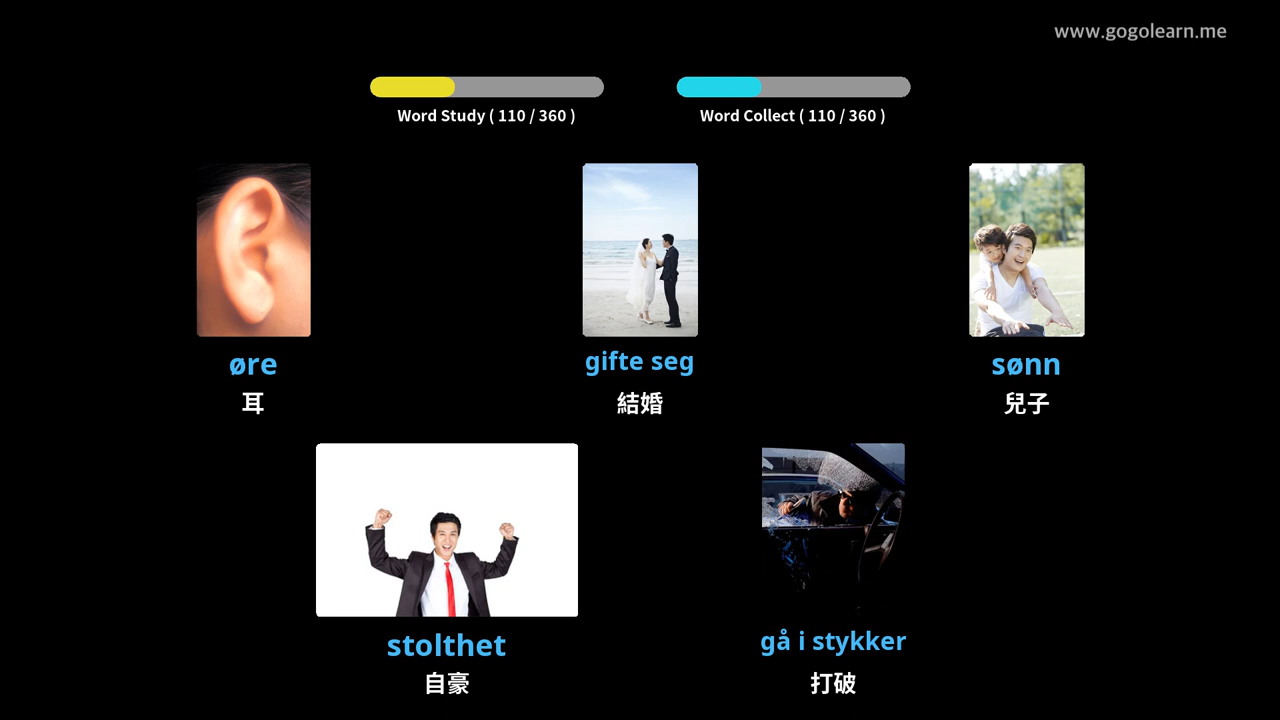 www.gogolearn.me
Word Study ( 110 / 360 )
Word Collect ( 110 / 360 )
øre
耳
gifte seg
結婚
sønn
兒子
stolthet
自豪
gå i stykker
打破